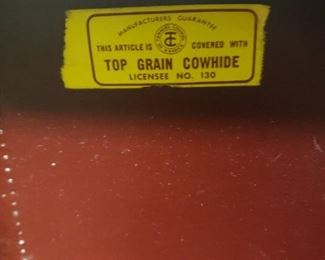 MANUFACTURERS GUARANTEE
THIS ARTICLE IS COVERED WITH
TOP GRAIN COWHIDE
LICENSEE NO. 130